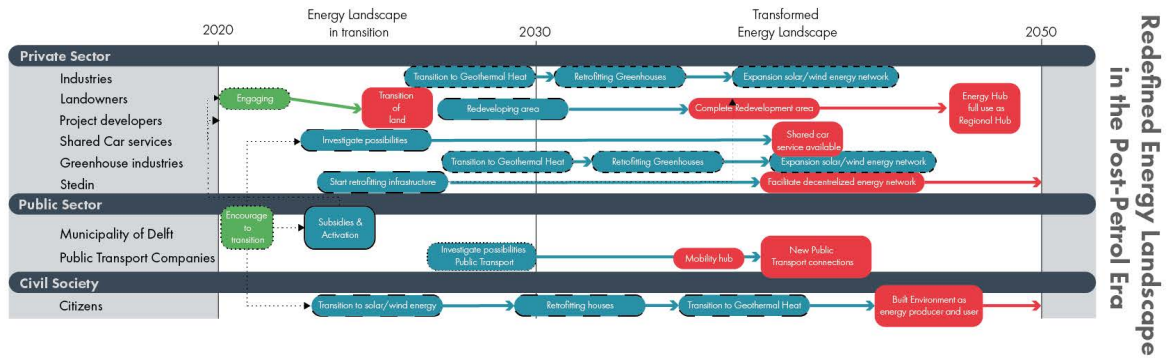 Energy Landscape
in transition
Transformed
Energy Landscape
2020
2030
2050
Private Sector
Industries
Transition to Geothermal Heat
Retrofitting Greenhouses
Expansion solar/wind energy network
Landowners
Engaging
Transition
of
land
Redeveloping area
Complete Redevelopment area
Energy Hub
full use as
Regional Hub
Project developers
Shared Car services
Investigate possibilities
Shared car
service available
Greenhouse industries
Transition to Geothermal Heat
Retrofitting Greenhouses
Expansion solar/wind energy network
Stedin
Start retrofitting infrastructure
Facilitate decentrelized energy network
Public Sector
Encourage
to
transition
Subsidies &
Activation
Municipality of Delft
Public Transport Companies
Investigate possibilities
Public Transport
Mobility hub
New Public
Transport connections
Civil Society
Citizens
Transition to solar/wind energy
Retrofitting houses
Transition to Geothermal Heat
Built Environment as
energy producer and user
Redefined Energy Landscape
in the Post-Petrol Era